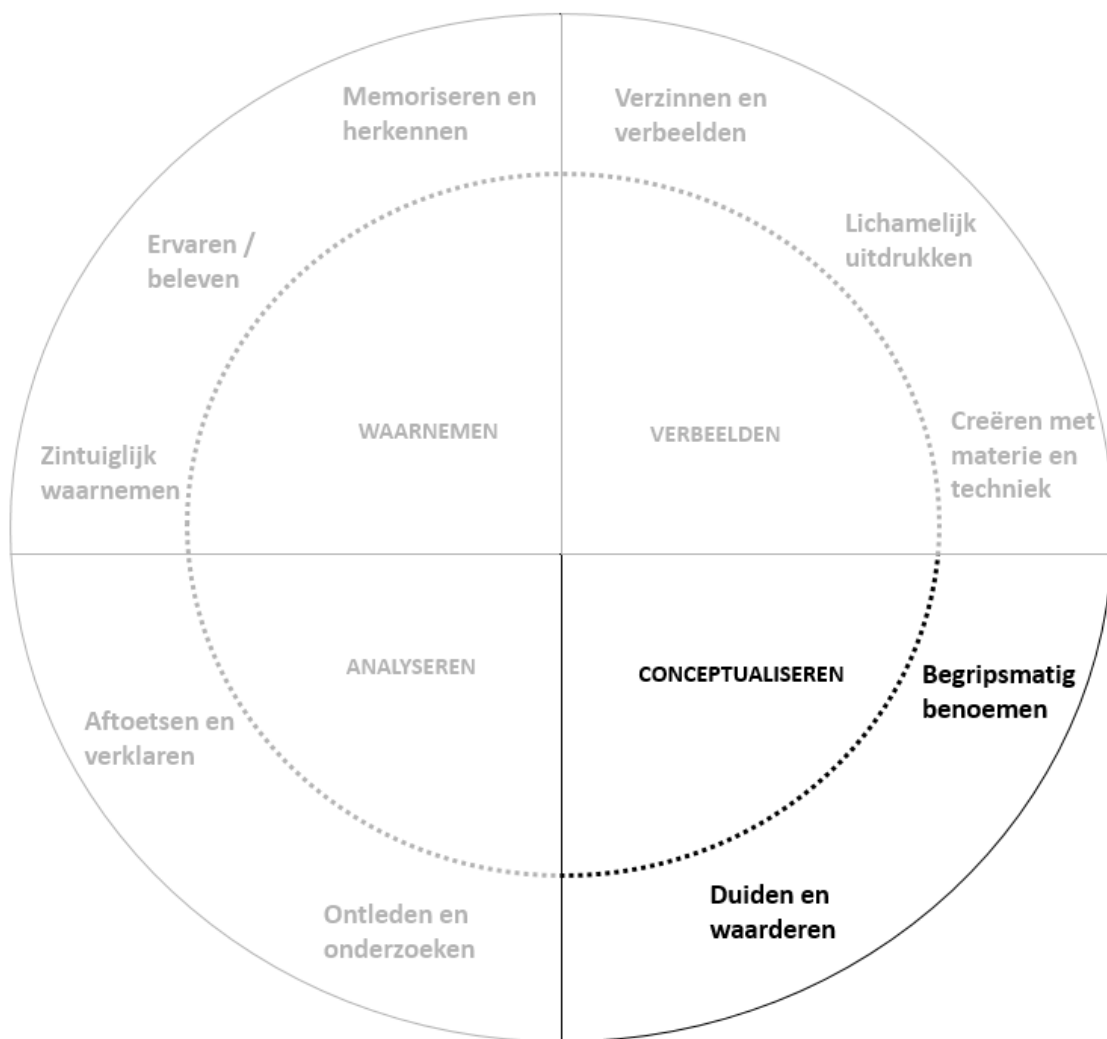 Memoriseren en
herkennen
Verzinnen en
verbeelden
Ervaren /
beleven
Lichamelijk
uitdrukken
Zintuiglijk
waarnemen
WAARNEMEN
VERBEELDEN
Creëren met
materie en
techniek
Aftoetsen en
verklaren
ANALYSEREN
CONCEPTUALISEREN
Begripsmatig
benoemen
Ontleden en
onderzoeken
Duiden en
waarderen